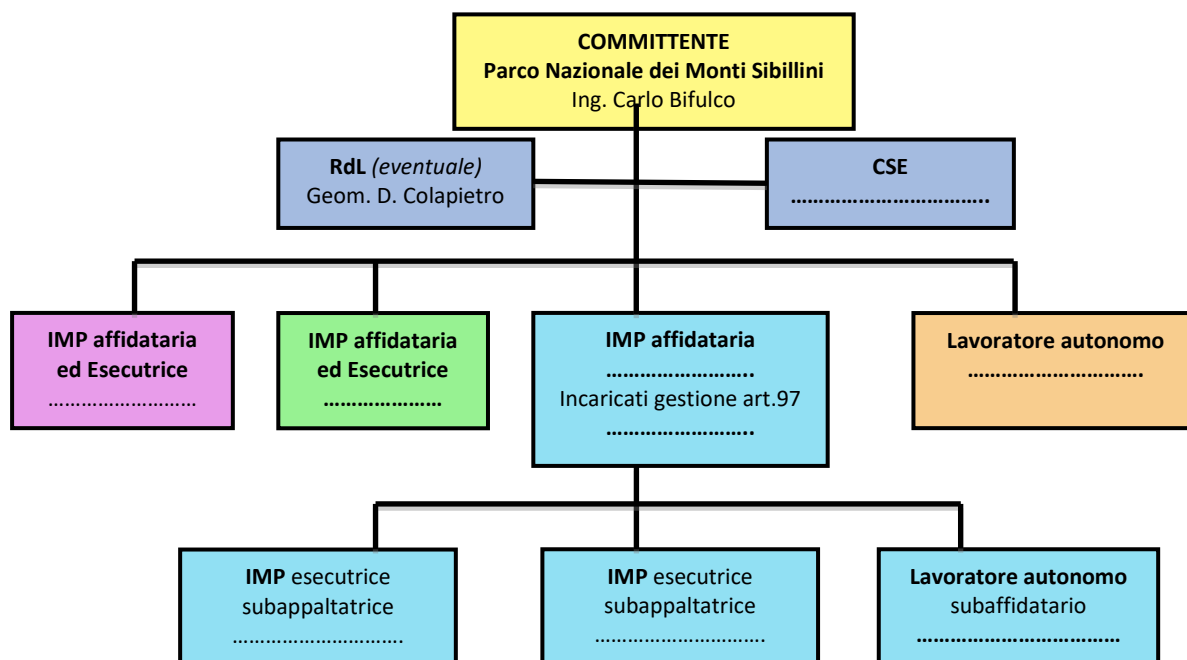 COMMITTENTE
Parco Nazionale dei Monti Sibillini
Ing. Carlo Bifulco
RdL (eventuale)
Geom. D. Colapietro
CSE
……………………………..
IMP affidataria
ed Esecutrice
………………………
IMP affidataria
ed Esecutrice
…………………
IMP affidataria
……………………..
Incaricati gestione art.97
……………………..
Lavoratore autonomo
………………………….
IMP esecutrice
subappaltatrice
………………………….
IMP esecutrice
subappaltatrice
………………………….
Lavoratore autonomo
subaffidatario
………………………………